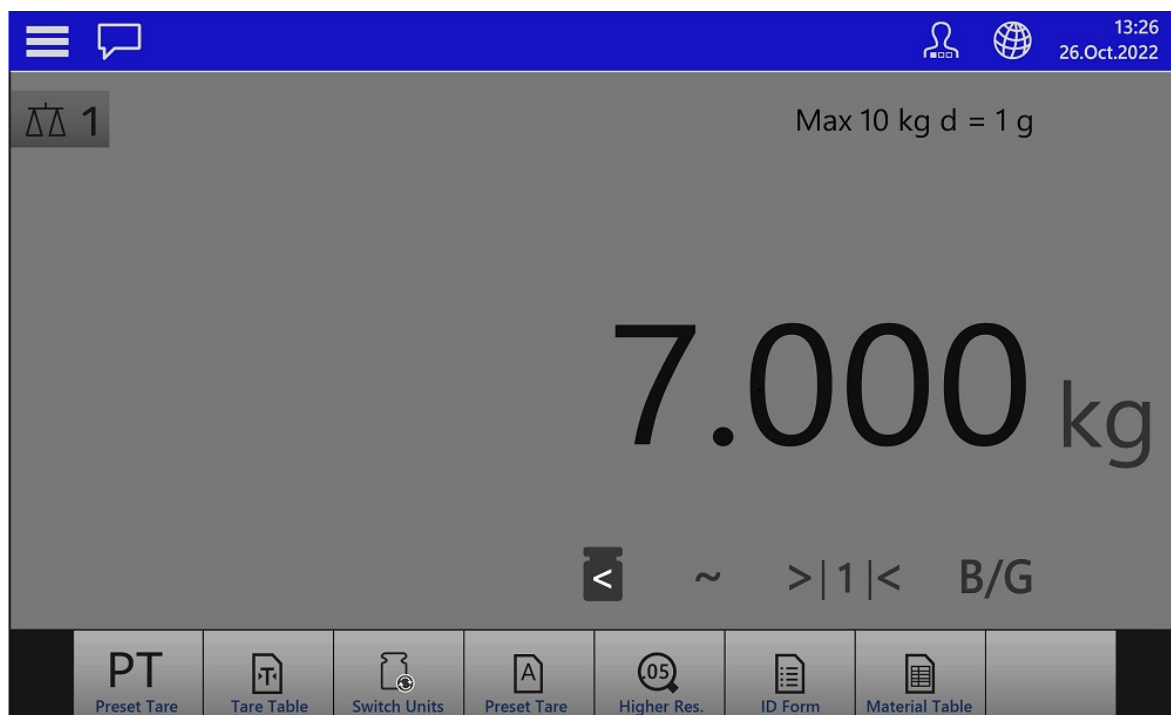 13:26
26.Oct.2022
1
Max 10 kg d = 1 g
7.000 kg
< ~ >|1|< B/G
PT
Preset Tare
T
Tare Table
Switch Units
A
Preset Tare
.05
Higher Res.
ID Form
Material Table